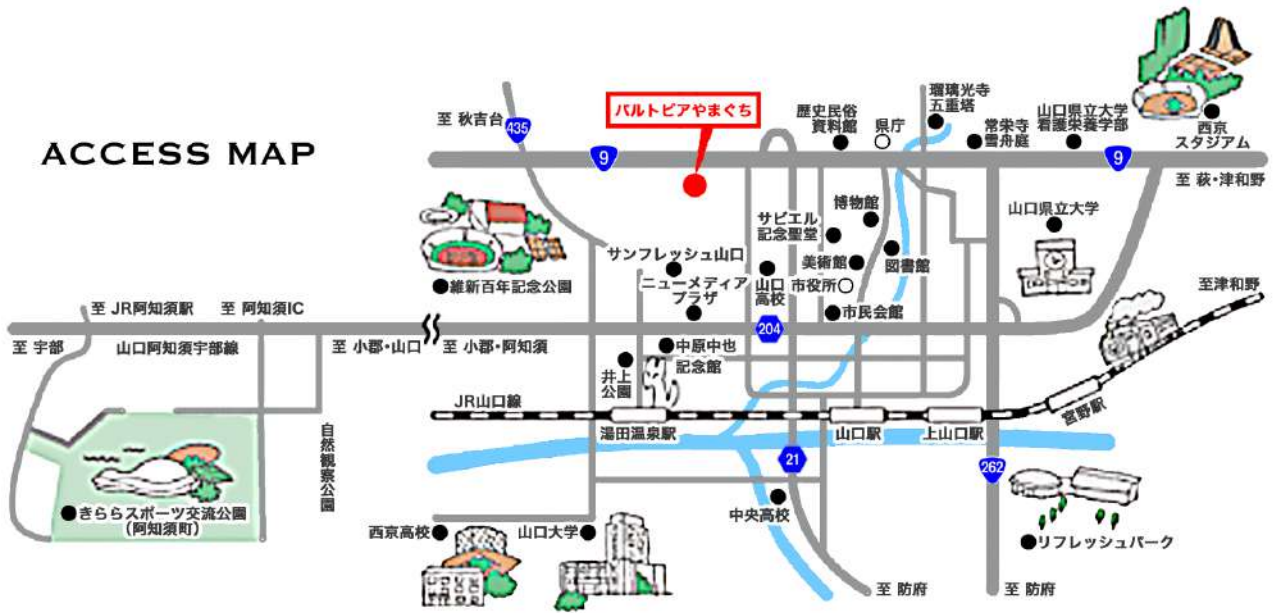 ACCESS MAP
至 秋吉台
435
パルトピアやまぐち
歴史民俗
資料館
県庁
瑠璃光寺
五重塔
常栄寺
雪舟庭
山口県立大学
看護栄養学部
西京
スタジアム
9
9
至 萩・津和野
博物館
サビエル
記念聖堂
山口県立大学
サンフレッシュ山口
美術館
図書館
維新百年記念公園
ニューメディア
プラザ
山口
高校
市役所
至津和野
至 JR阿知須駅
至 阿知須IC
市民会館
204
至 宇部
山口阿知須宇部線
至 小郡・山口
至 小郡・阿知須
中原中也
記念館
井上
公園
JR山口線
湯田温泉駅
山口駅
上山口駅
宮野駅
自然観察公園
21
262
きららスポーツ交流公園
(阿知須町)
中央高校
西京高校
山口大学
リフレッシュパーク
至 防府
至 防府